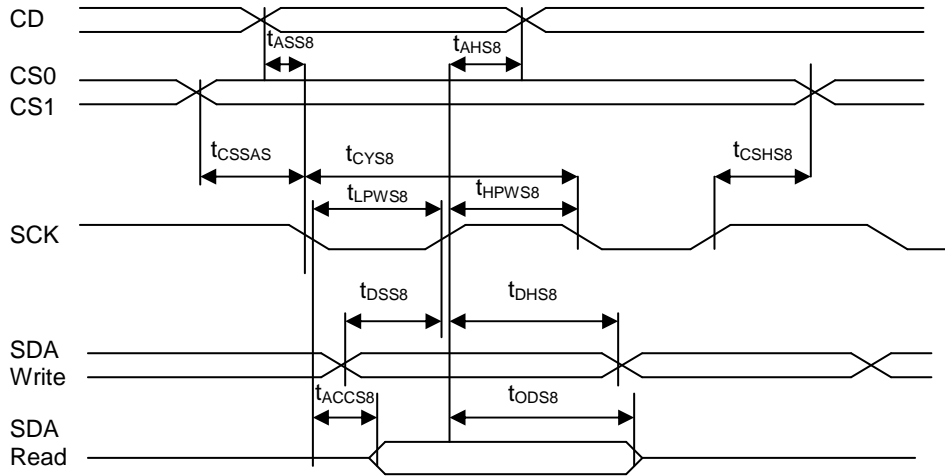 CD
tASS8 tAHS8
CS0
CS1
tCSSAS tCYS8 tCSHS8
tLPWS8 tHPWS8
SCK
tDSS8 tDHS8
SDA
Write
tACCS8 tODS8
SDA
Read